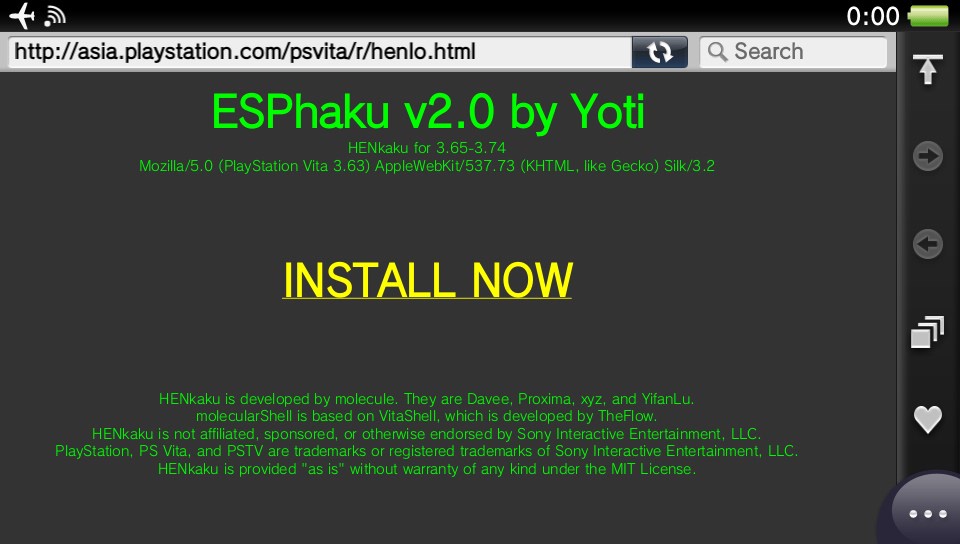 0:00
http://asia.playstation.com/psvita/r/henlo.html
Search
ESPhaku v2.0 by Yoti
HENkaku for 3.65-3.74
Mozilla/5.0 (PlayStation Vita 3.63) AppleWebKit/537.73 (KHTML, like Gecko) Silk/3.2
INSTALL NOW
HENkaku is developed by molecule. They are Davee, Proxima, xyz, and YifanLu.
molecularShell is based on VitaShell, which is developed by TheFlow.
HENkaku is not affiliated, sponsored, or otherwise endorsed by Sony Interactive Entertainment, LLC.
PlayStation, PS Vita, and PSTV are trademarks or registered trademarks of Sony Interactive Entertainment, LLC.
HENkaku is provided "as is" without warranty of any kind under the MIT License.